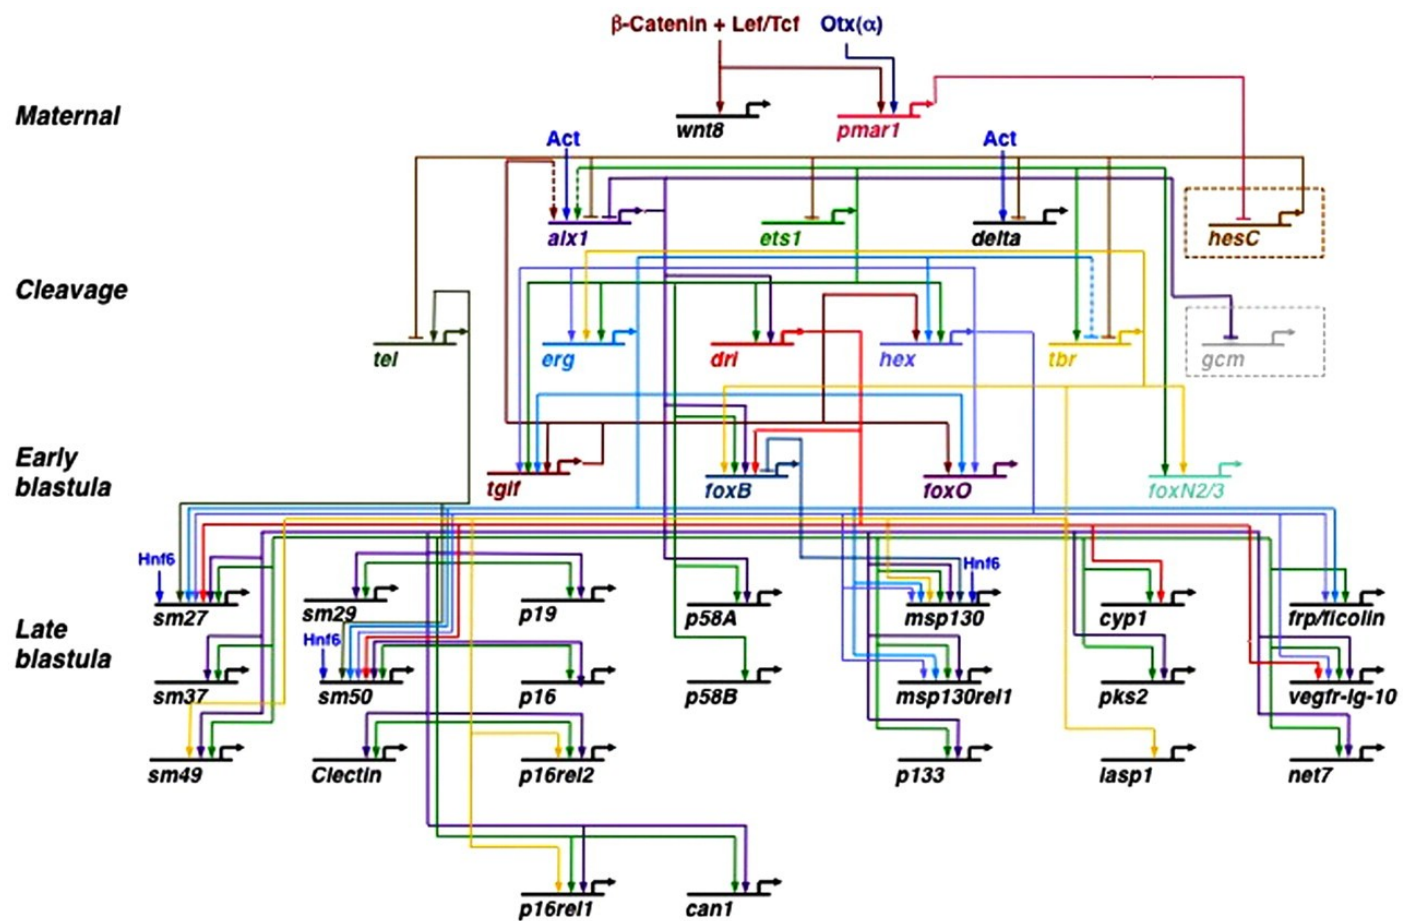 β-Catenin + Lef/Tcf Otx(α)
Maternal
wnt8 pmar1
Act Act
alx1 ets1 delta hesC
Cleavage
tel erg dri hex tbr gcm
Early
blastula
tgif foxB foxO foxN2/3
Hnf6 Hnf6
sm27 sm29 p19 p58A msp130 cyp1 frp/ficolin
Late
blastula
Hnf6
sm37 sm50 p16 p58B msp130rel1 pks2 vegfr-Ig-10
sm49 Clectin p16rel2 p133 lasp1 net7
p16rel1 can1